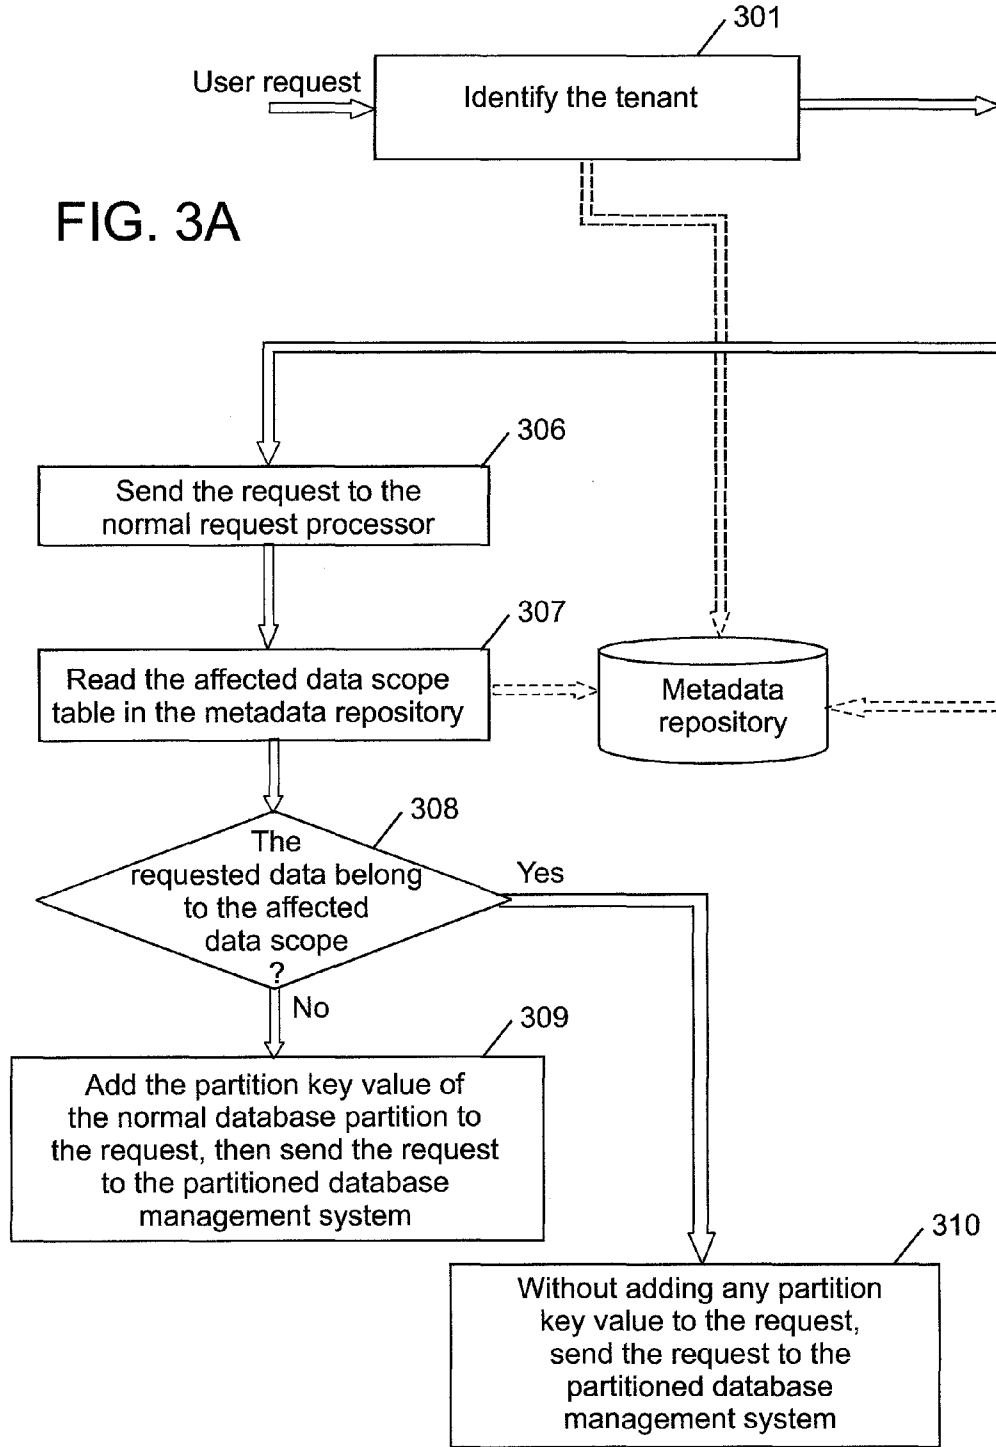 301
User request
Identify the tenant
FIG. 3A
306
Send the request to the
normal request processor
307
Read the affected data scope
table in the metadata repository
Metadata
repository
308
The
requested data belong
to the affected
data scope
?
Yes
No
309
Add the partition key value of
the normal database partition to
the request, then send the request
to the partitioned database
management system
310
Without adding any partition
key value to the request,
send the request to the
partitioned database
management system